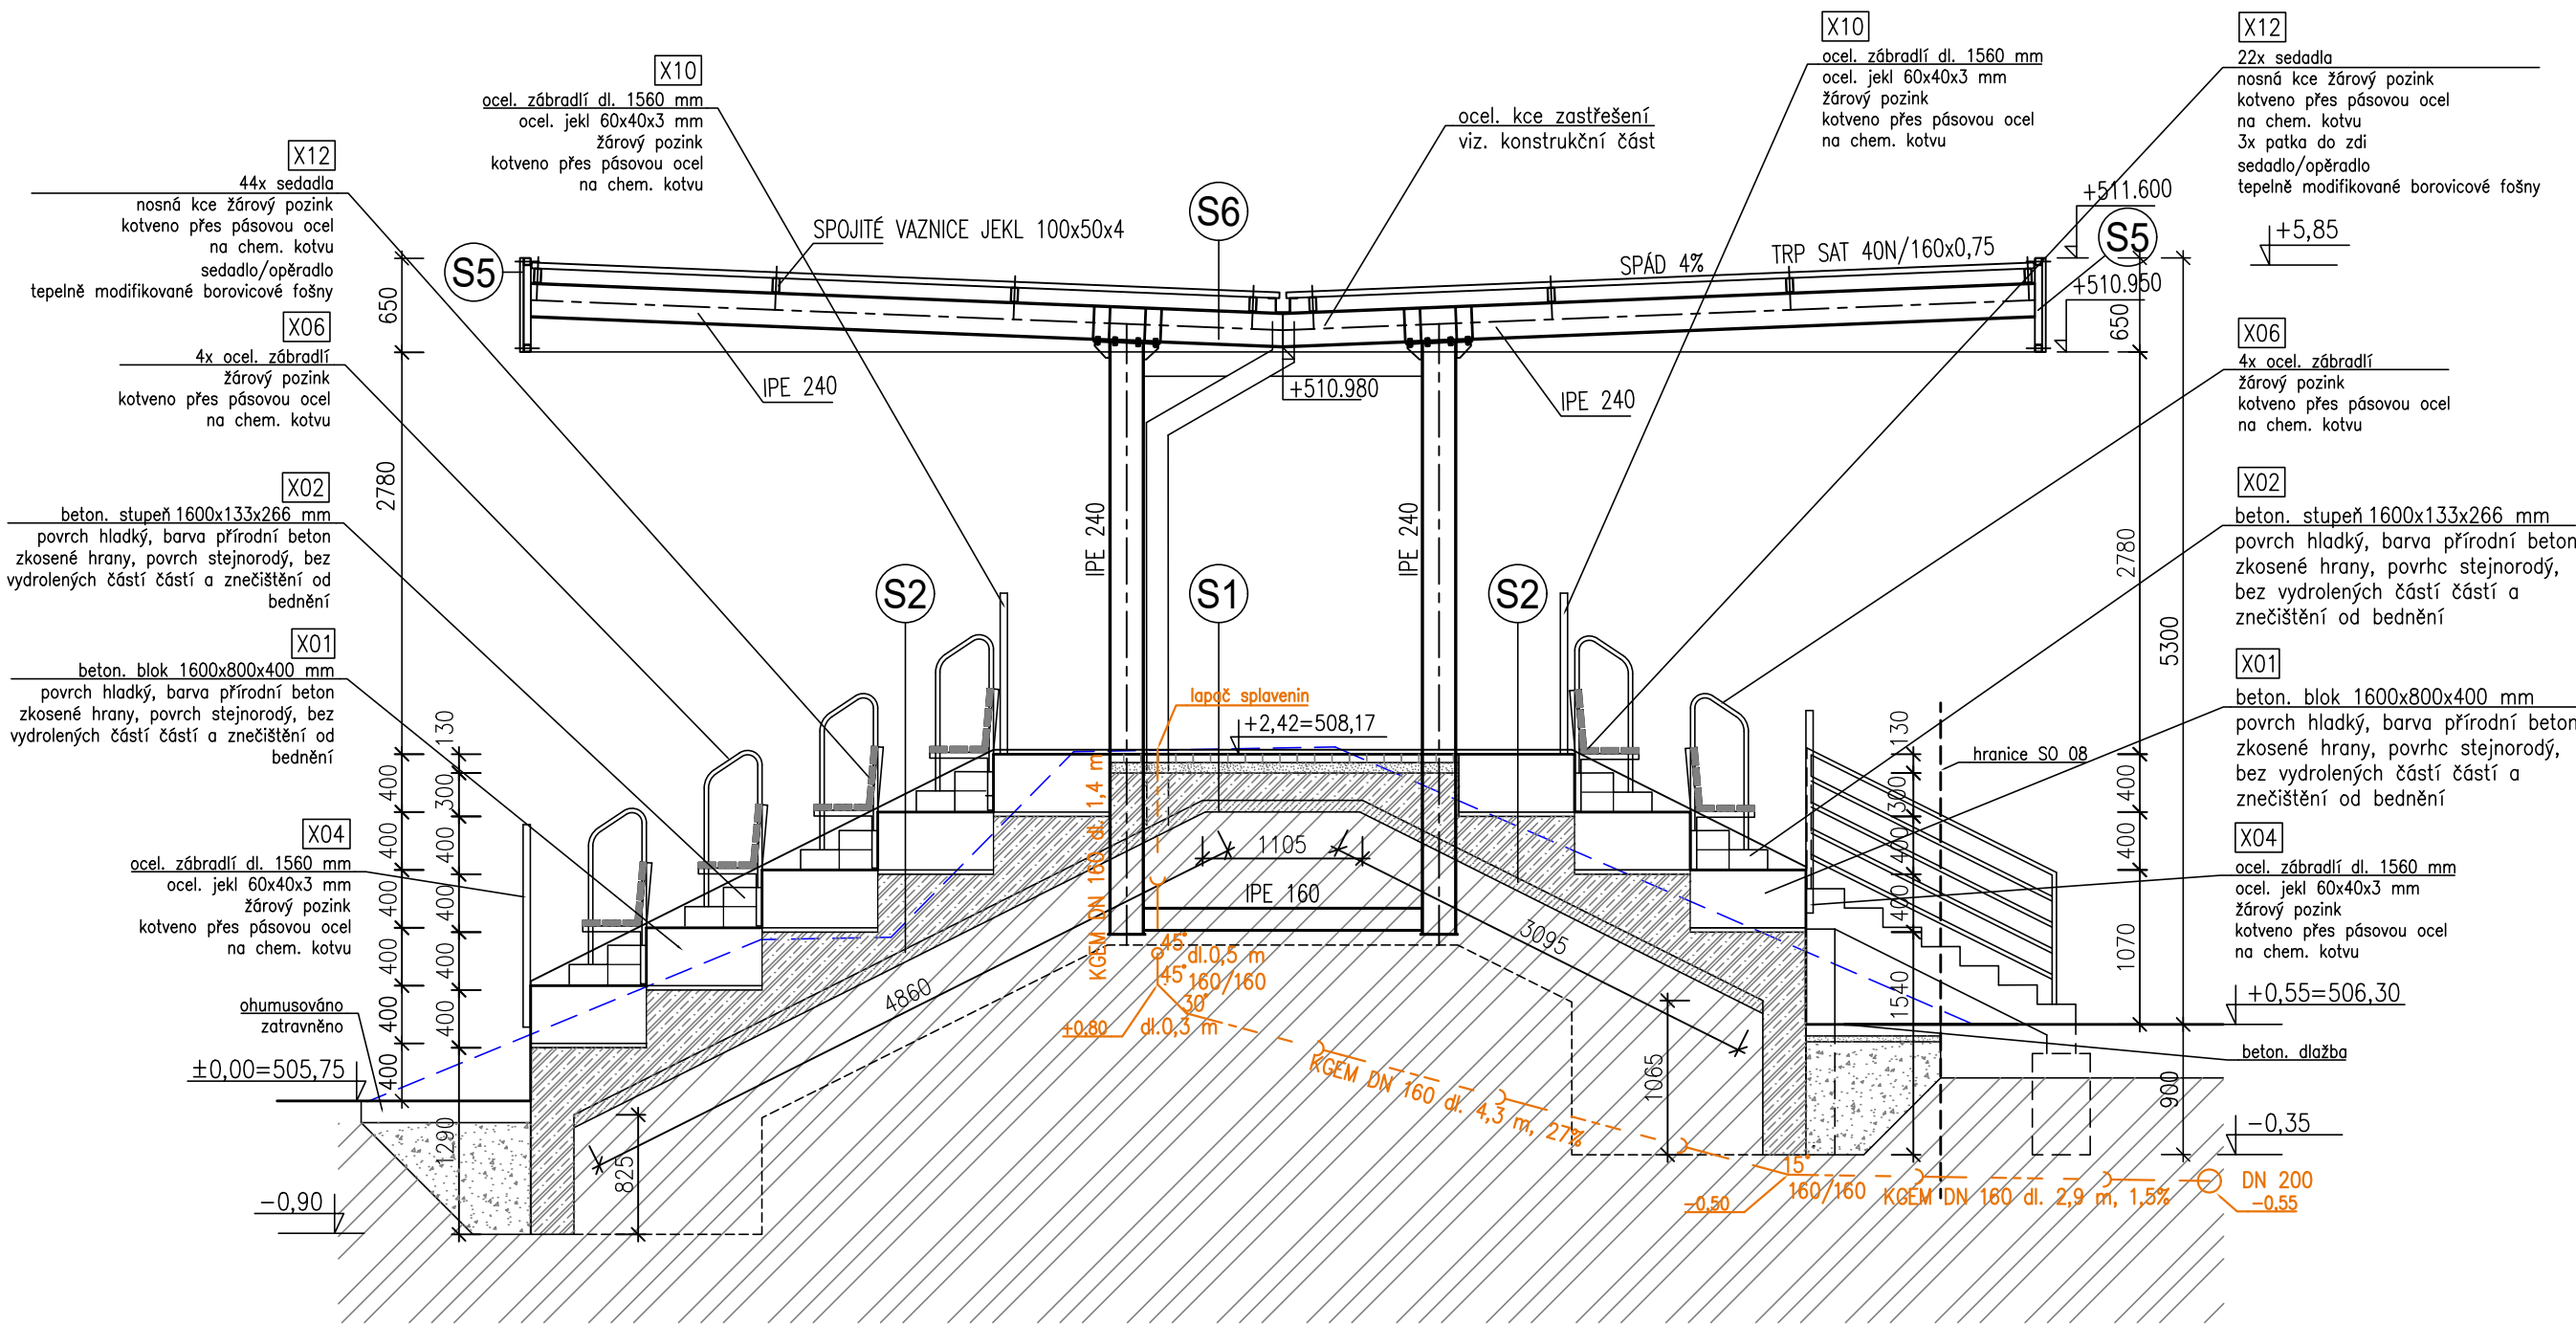 X10
ocel. zábradlí dl. 1560 mm
ocel. jekl 60x40x3 mm
žárový pozink
kotveno přes pásovou ocel
na chem. kotvu
X12
44x sedadla
nosná kce žárový pozink
kotveno přes pásovou ocel
na chem. kotvu
sedadlo/opěradlo
tepelně modifikované borovicové fošny
X06
4x ocel. zábradlí
žárový pozink
kotveno přes pásovou ocel
na chem. kotvu
X02
beton. stupeň 1600x133x266 mm
povrch hladký, barva přírodní beton
zkosené hrany, povrch stejnorodý, bez
vydrolených částí částí a znečištění od
bednění
X01
beton. blok 1600x800x400 mm
povrch hladký, barva přírodní beton
zkosené hrany, povrch stejnorodý, bez
vydrolených částí částí a znečištění od
bednění
X04
ocel. zábradlí dl. 1560 mm
ocel. jekl 60x40x3 mm
žárový pozink
kotveno přes pásovou ocel
na chem. kotvu
ohumusováno
zatravněno
±0,00=505,75
-0,90
650
2780
400
400
400
400
400
400
130
300
400
400
400
400
1290
825
S5
SPOJITÉ VAZNICE JEKL 100x50x4
S6
ocel. kce zastřešení
viz. konstrukční část
SPÁD 4%
TRP SAT 40N/160x0,75
S5
IPE 240
IPE 240
+510.980
IPE 240
IPE 240
S2
S1
S2
lapač splavenin
+2,42=508,17
KGEM DN 160 dl. 1,4 m
1105
IPE 160
4860
3095
45°
dl.0,5 m
45°
160/160
30°
dl.0,3 m
+0.80
KGEM DN 160 dl. 4,3 m, 27%
1065
15°
160/160
-0,50
KGEM DN 160 dl. 2,9 m, 1,5%
DN 200
-0.55
X10
ocel. zábradlí dl. 1560 mm
ocel. jekl 60x40x3 mm
žárový pozink
kotveno přes pásovou ocel
na chem. kotvu
X12
22x sedadla
nosná kce žárový pozink
kotveno přes pásovou ocel
na chem. kotvu
3x patka do zdi
sedadlo/opěradlo
tepelně modifikované borovicové fošny
+511.600
+5,85
+510.950
650
2780
5300
400
400
1070
900
130
300
400
400
1540
X06
4x ocel. zábradlí
žárový pozink
kotveno přes pásovou ocel
na chem. kotvu
X02
beton. stupeň 1600x133x266 mm
povrch hladký, barva přírodní beton
zkosené hrany, povrhc stejnorodý,
bez vydrolených částí částí a
znečištění od bednění
X01
beton. blok 1600x800x400 mm
povrch hladký, barva přírodní beton
zkosené hrany, povrhc stejnorodý,
bez vydrolených částí částí a
znečištění od bednění
hranice SO 08
X04
ocel. zábradlí dl. 1560 mm
ocel. jekl 60x40x3 mm
žárový pozink
kotveno přes pásovou ocel
na chem. kotvu
+0,55=506,30
beton. dlažba
-0,35